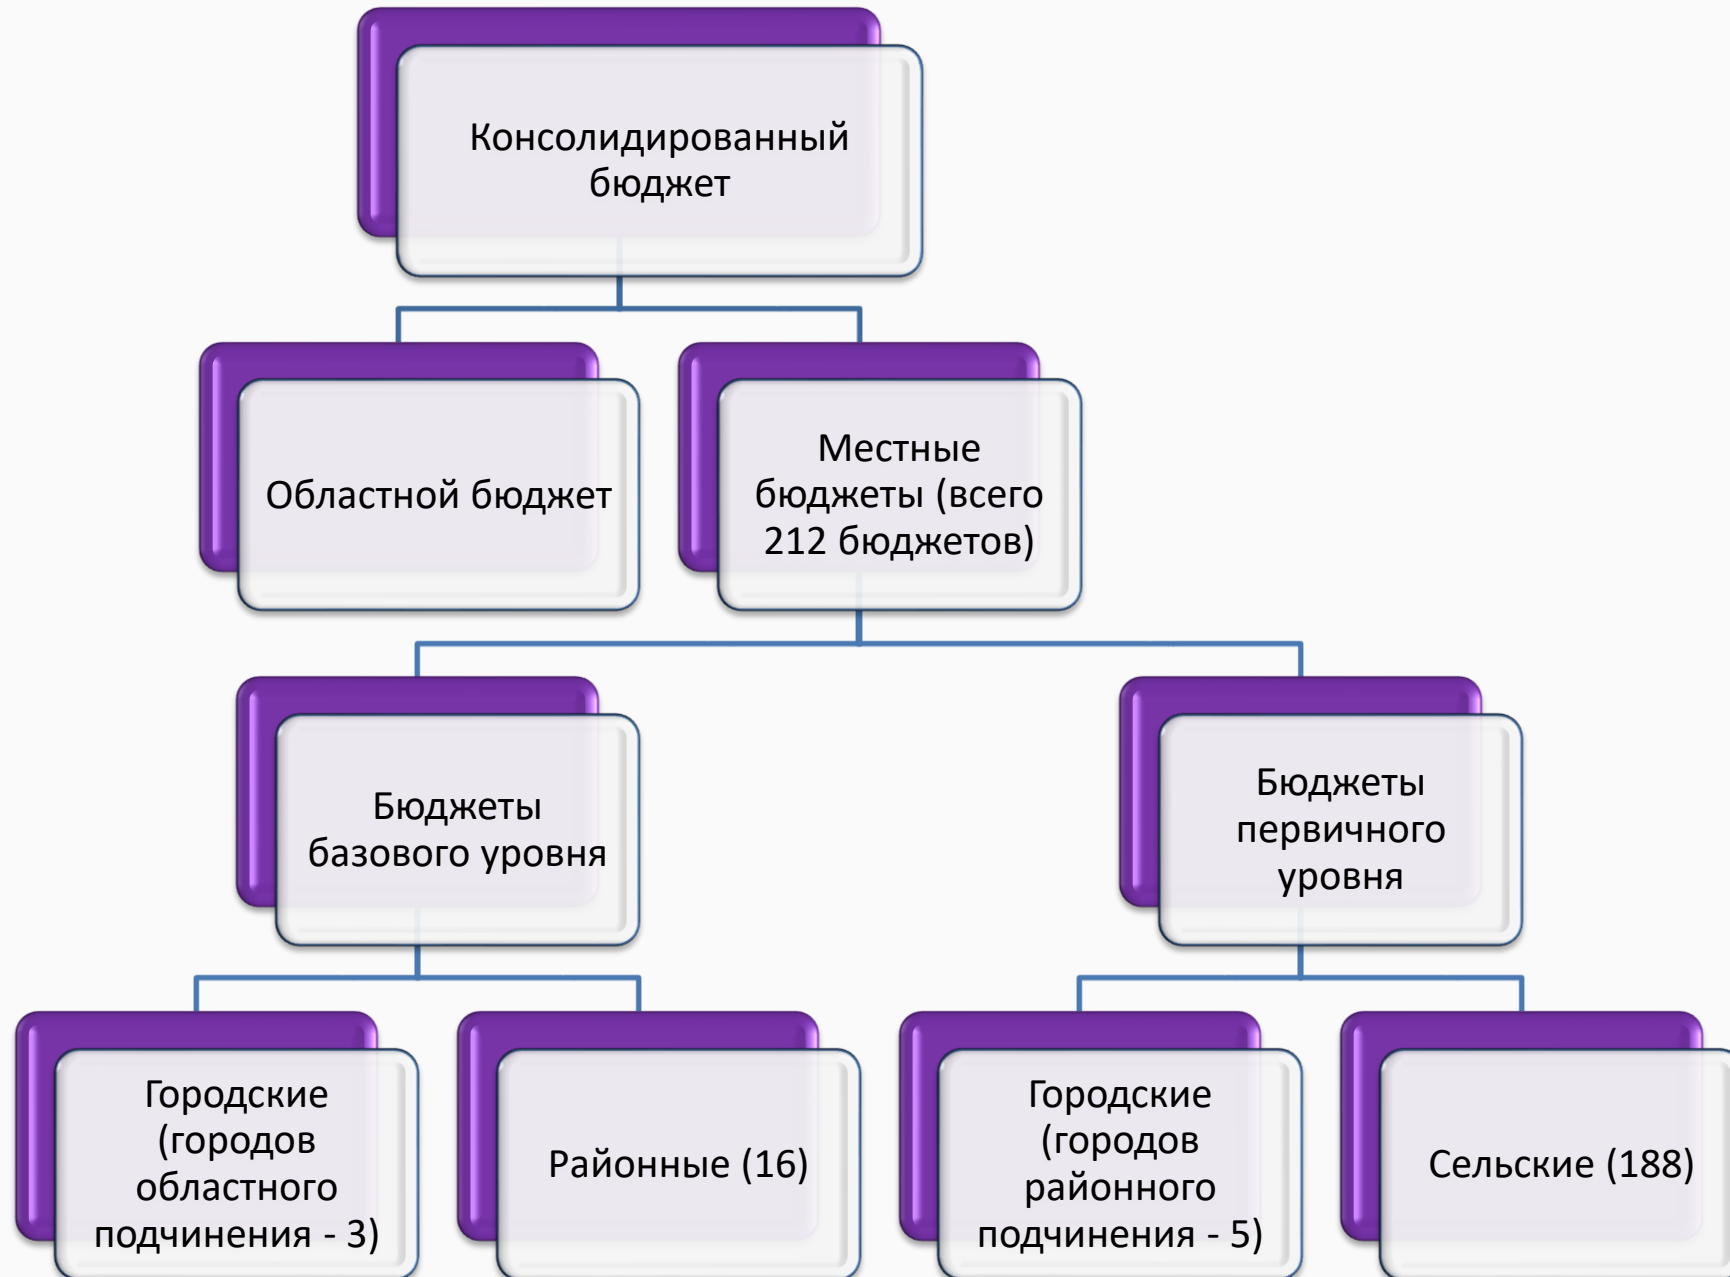 Консолидированный
бюджет
Областной бюджет
Местные
бюджеты (всего
212 бюджетов)
Бюджеты
базового уровня
Бюджеты
первичного
уровня
Городские
(городов
областного
подчинения - 3)
Районные (16)
Городские
(городов
районного
подчинения - 5)
Сельские (188)